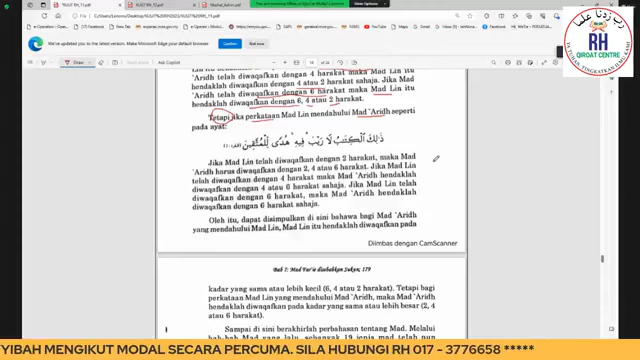 We've updated to the latest version. Make Microsoft Edge your default browser
Not now
Aridh telah diwaqafkan dengan 4 harakat maka Mad Lin
hendaklah diwaqafkan dengan 4 atau 2 harakat sahaja. Jika Mad
`Aridh telah diwaqafkan dengan 6 harakat maka Mad Lin itu
hendaklah diwaqafkan dengan 6, 4 atau 2 harakat.
Tetapi jika perkataan Mad Lin mendahului Mad `Aridh seperti
pada ayat:
ذَٰلِكَ ٱلْكِتَٰبُ لَا رَيْبَ فِيهِ هُدًى لِّلْمُتَّقِينَ
Jika Mad Lin telah diwaqafkan dengan 2 harakat, maka Mad
`Aridh harus diwaqafkan dengan 2, 4 atau 6 harakat. Jika Mad Lin
telah diwaqafkan dengan 4 harakat maka Mad `Aridh hendaklah
diwaqafkan dengan 4 atau 6 harakat sahaja. Jika Mad Lin telah
diwaqafkan dengan 6 harakat, maka Mad `Aridh hendaklah
diwaqafkan dengan 6 harakat sahaja.
Oleh itu, dapat disimpulkan di sini bahawa bagi Mad `Aridh
yang mendahului Mad Lin, Mad Lin itu hendaklah diwaqafkan pada
Diimbas dengan CamScanner
Bab 7: Mad Far'ie disebabkan Sukun; 179
kadar yang sama atau lebih kecil (6, 4 atau 2 harakat). Tetapi bagi
perkataan Mad Lin yang mendahului Mad `Aridh, maka Mad `Aridh
hendaklah diwaqafkan pada kadar yang sama atau lebih besar (2, 4
atau 6 harakat).
Sampai di sini berakhirlah perbahasan tentang Mad. Melalui
RH
QIROAT CENTRE
YIBAH MENGIKUT MODAL SECARA PERCUMA. SILA HUBUNGI RH 017 - 3776658 *****